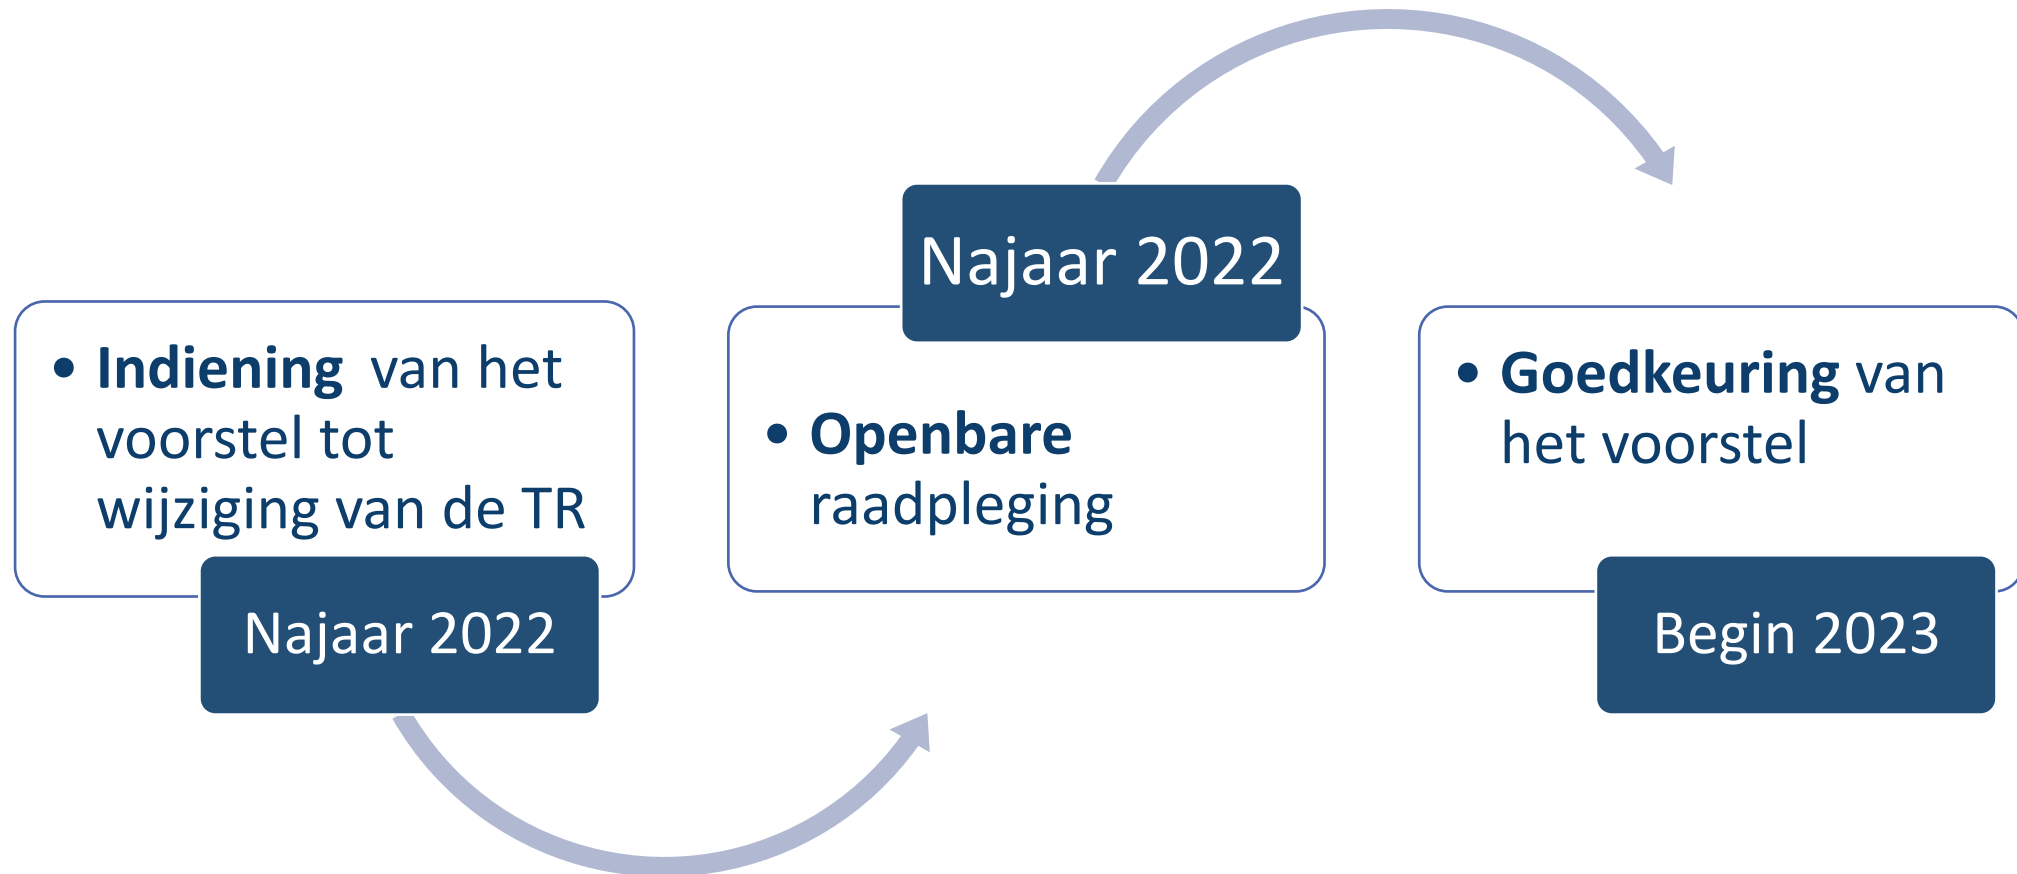 • Indiening van het
voorstel tot
wijziging van de TR
Najaar 2022
Najaar 2022
• Openbare
raadpleging
• Goedkeuring van
het voorstel
Begin 2023